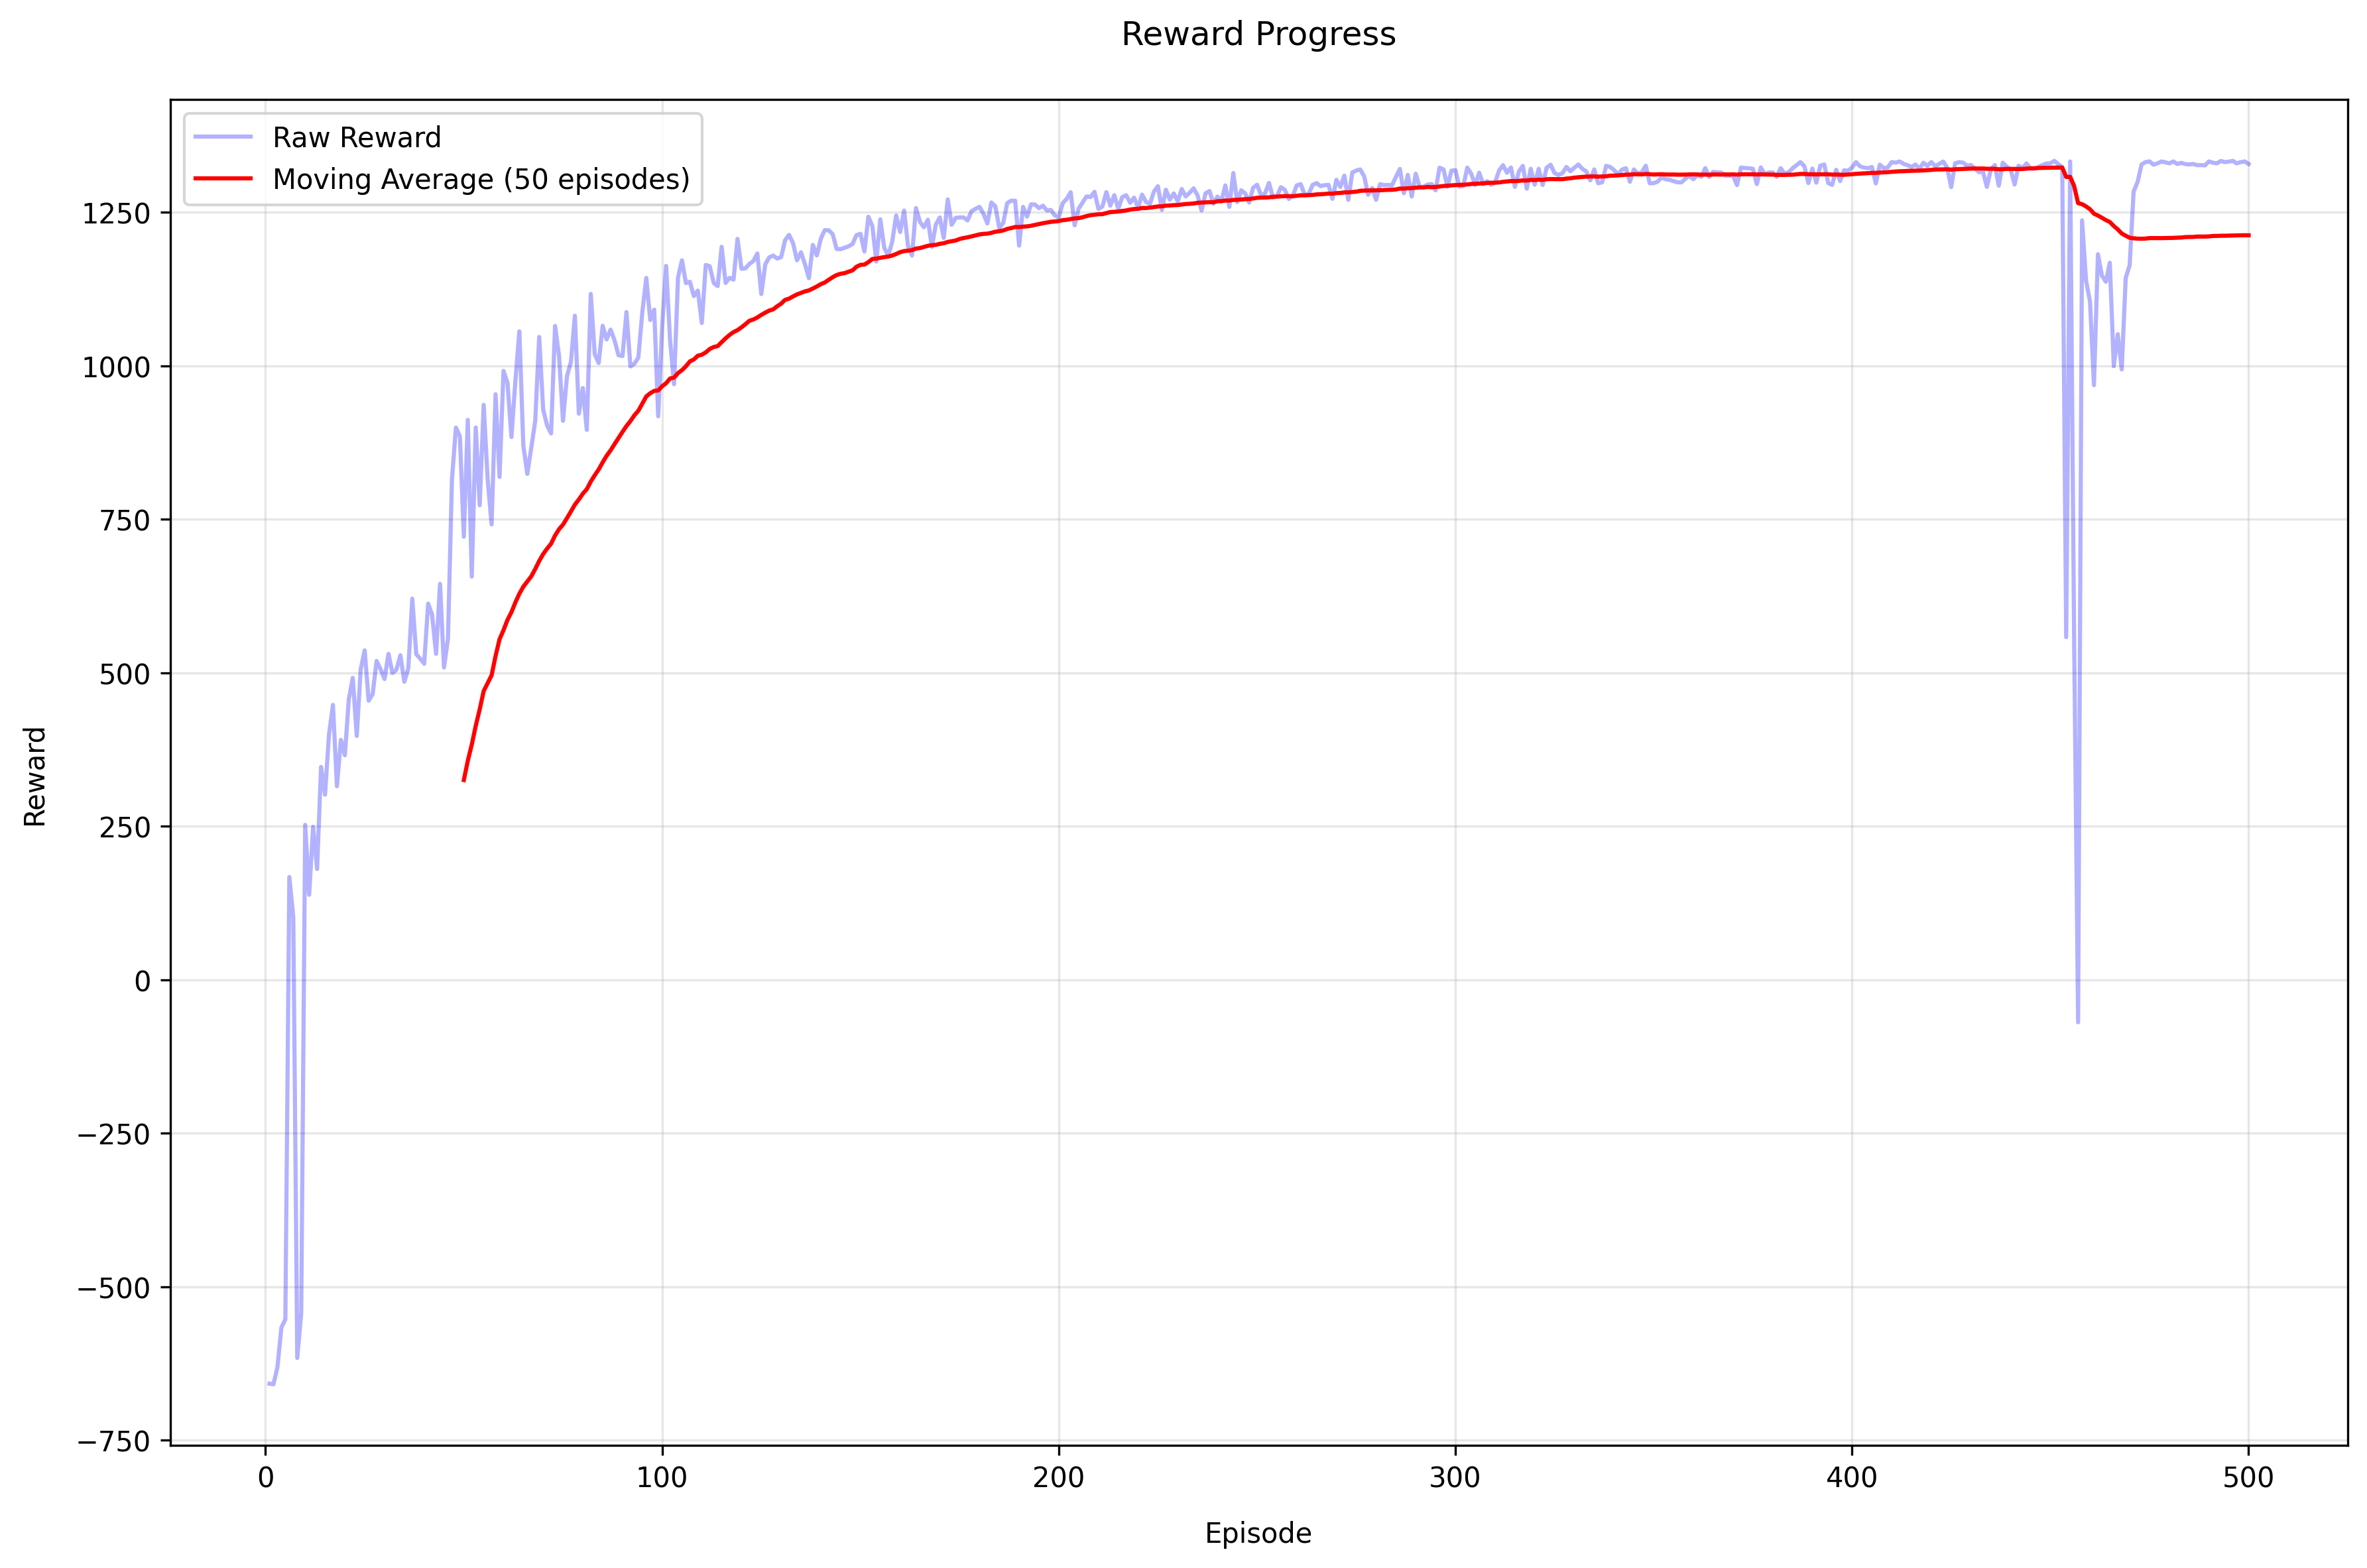 Reward Progress
Raw Reward
Moving Average (50 episodes)
1250
1000
750
500
250
0
−250
−500
−750
Reward
0 100 200 300 400 500
Episode